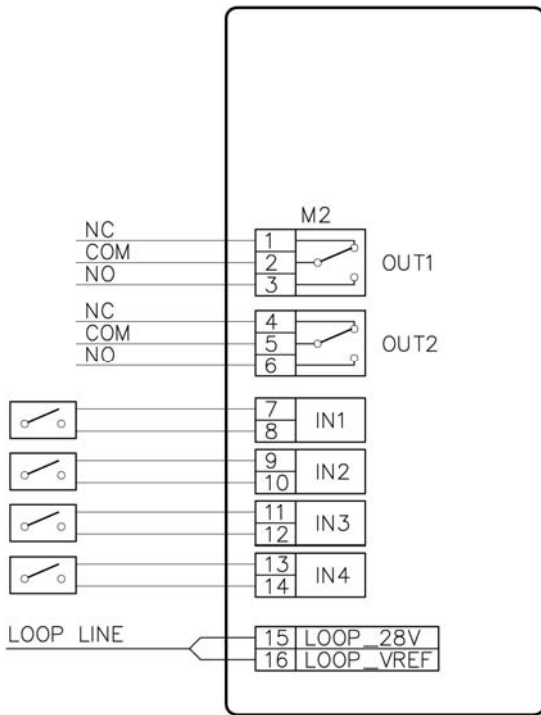 M2
NC 1
COM 2 OUT1
NO 3
NC 4
COM 5 OUT2
NO 6
7 IN1
8
9 IN2
10
11 IN3
12
13 IN4
14
LOOP LINE 15 LOOP_28V
16 LOOP_VREF